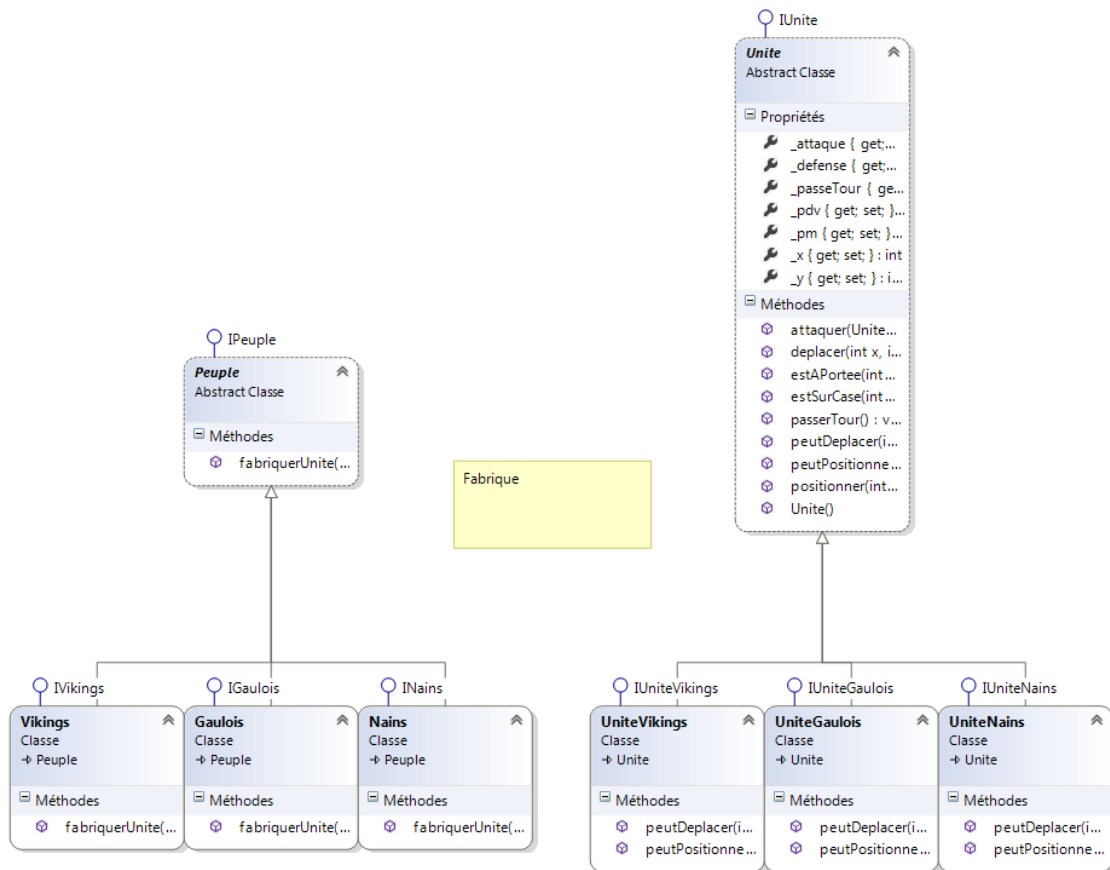 IUnite
Unite
Abstract Classe
Propriétés
_attaque { get;...
_defense { get;...
_passeTour { ge...
_pdv { get; set; }...
_pm { get; set; }...
_x { get; set; } : int
_y { get; set; } : i...
Méthodes
attaquer(Unite...
deplacer(int x, i...
estAPortee(int...
estSurCase(int...
passerTour() : v...
peutDeplacer(i...
peutPositionne...
positionner(int...
Unite()
IPeuple
Peuple
Abstract Classe
Méthodes
fabriquerUnite(...
Fabrique
IVikings
Vikings
Classe
Peuple
Méthodes
fabriquerUnite(...
IGaulois
Gaulois
Classe
Peuple
Méthodes
fabriquerUnite(...
INains
Nains
Classe
Peuple
Méthodes
fabriquerUnite(...
IUniteVikings
UniteVikings
Classe
Unite
Méthodes
peutDeplacer(i...
peutPositionne...
IUniteGaulois
UniteGaulois
Classe
Unite
Méthodes
peutDeplacer(i...
peutPositionne...
IUniteNains
UniteNains
Classe
Unite
Méthodes
peutDeplacer(i...
peutPositionne...